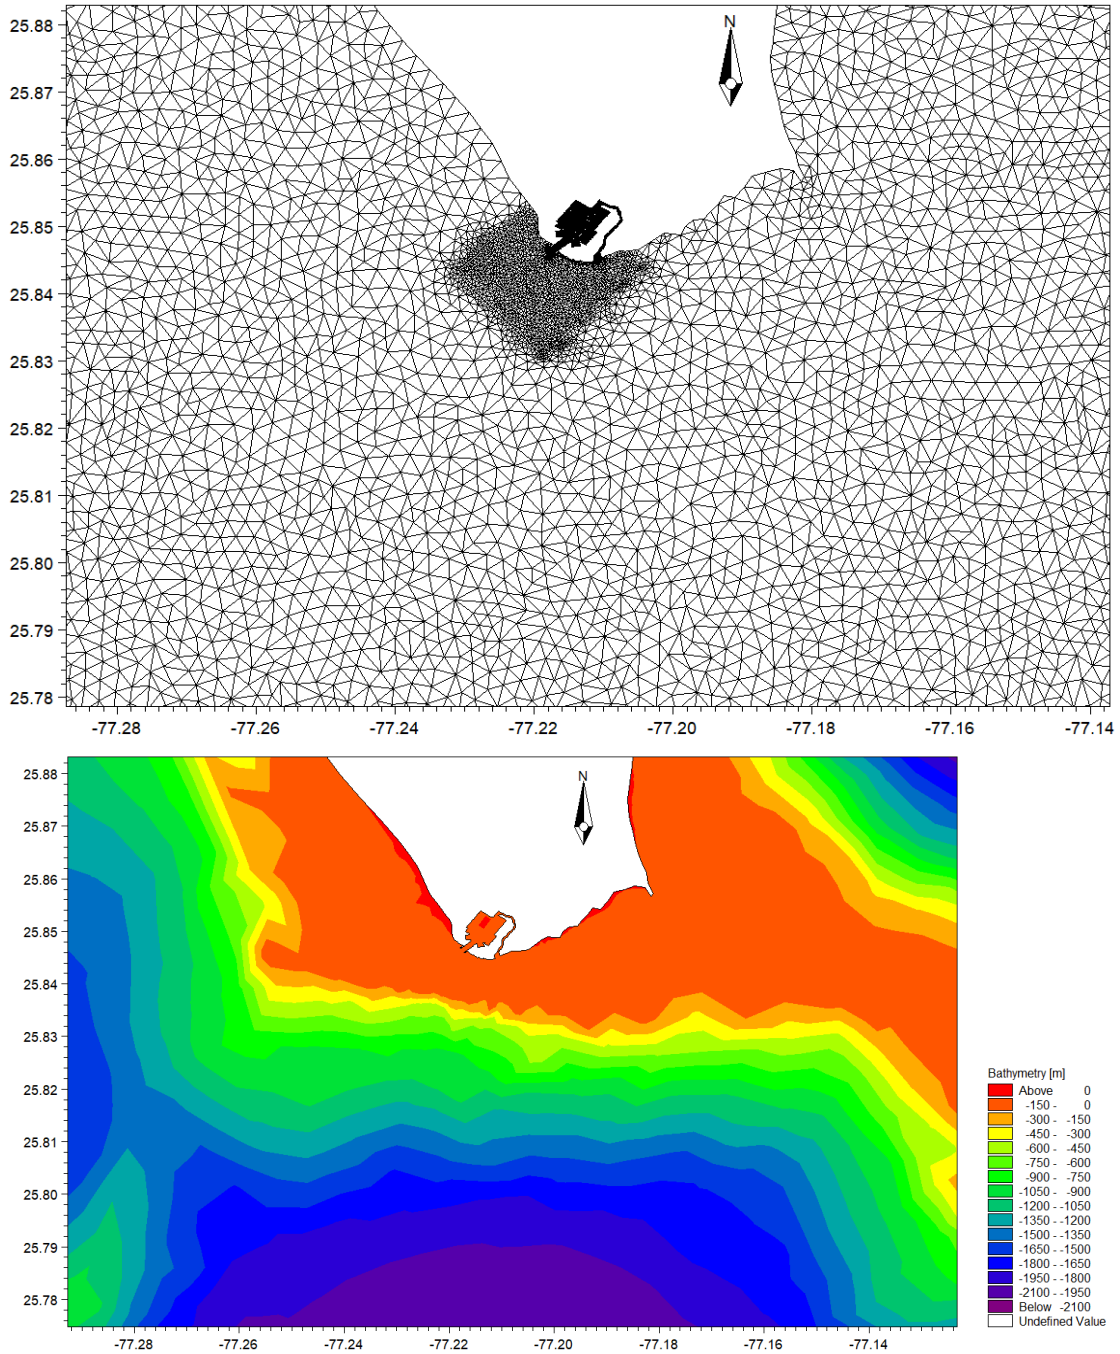 25.88
25.87
25.86
25.85
25.84
25.83
25.82
25.81
25.80
25.79
25.78
N
-77.28 -77.26 -77.24 -77.22 -77.20 -77.18 -77.16 -77.14
25.88
25.87
25.86
25.85
25.84
25.83
25.82
25.81
25.80
25.79
25.78
N
-77.28 -77.26 -77.24 -77.22 -77.20 -77.18 -77.16 -77.14
Bathymetry [m]
Above 0
-150 - 0
-300 - -150
-450 - -300
-600 - -450
-750 - -600
-900 - -750
-1050 - -900
-1200 - -1050
-1350 - -1200
-1500 - -1350
-1650 - -1500
-1800 - -1650
-1950 - -1800
-2100 - -1950
Below -2100
Undefined Value